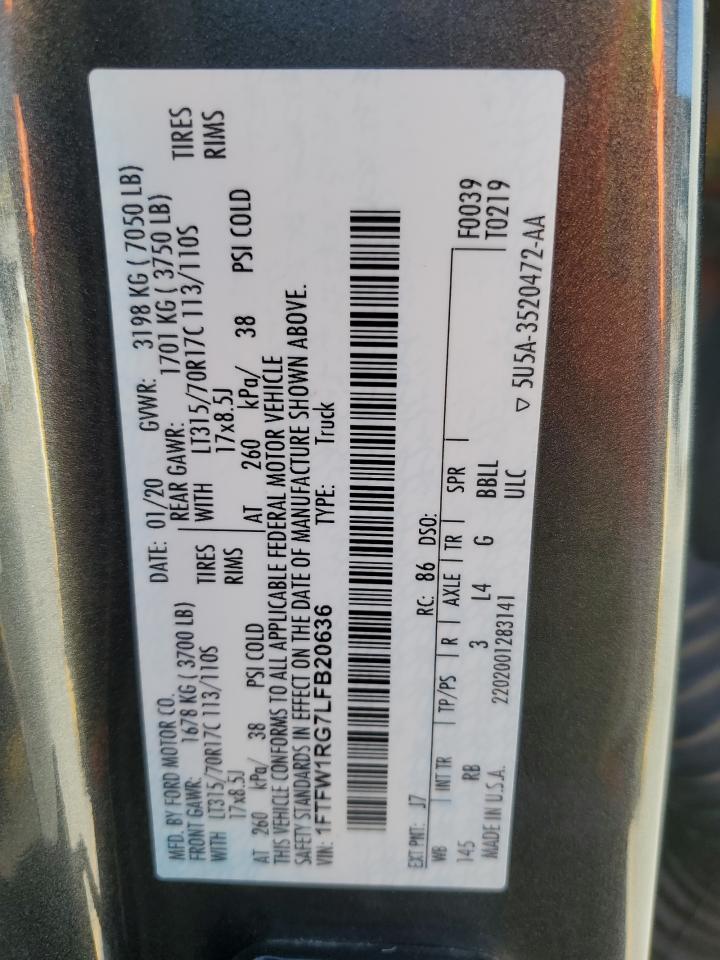 MFD. BY FORD MOTOR CO.
DATE: 01/20 GVWR: 3198 KG ( 7050 LB)
FRONT GAWR: 1678 KG ( 3700 LB)
REAR GAWR: 1701 KG ( 3750 LB)
WITH LT315/70R17C 113/110S TIRES
WITH LT315/70R17C 113/110S TIRES
17x8.5J RIMS
17x8.5J RIMS
AT 260 kPa/ 38 PSI COLD
AT 260 kPa/ 38 PSI COLD
THIS VEHICLE CONFORMS TO ALL APPLICABLE FEDERAL MOTOR VEHICLE
SAFETY STANDARDS IN EFFECT ON THE DATE OF MANUFACTURE SHOWN ABOVE.
VIN: 1FTFW1RG7LFB20636 TYPE: Truck
EXT PNT: J7 RC: 86 DSO:
WB INT TR TP/PS R AXLE TR SPR
145 RB 3 L4 G BBLL
F0039
T0219
MADE IN U.S.A. 2202001283141 ULC
▽ 5U5A-3520472-AA